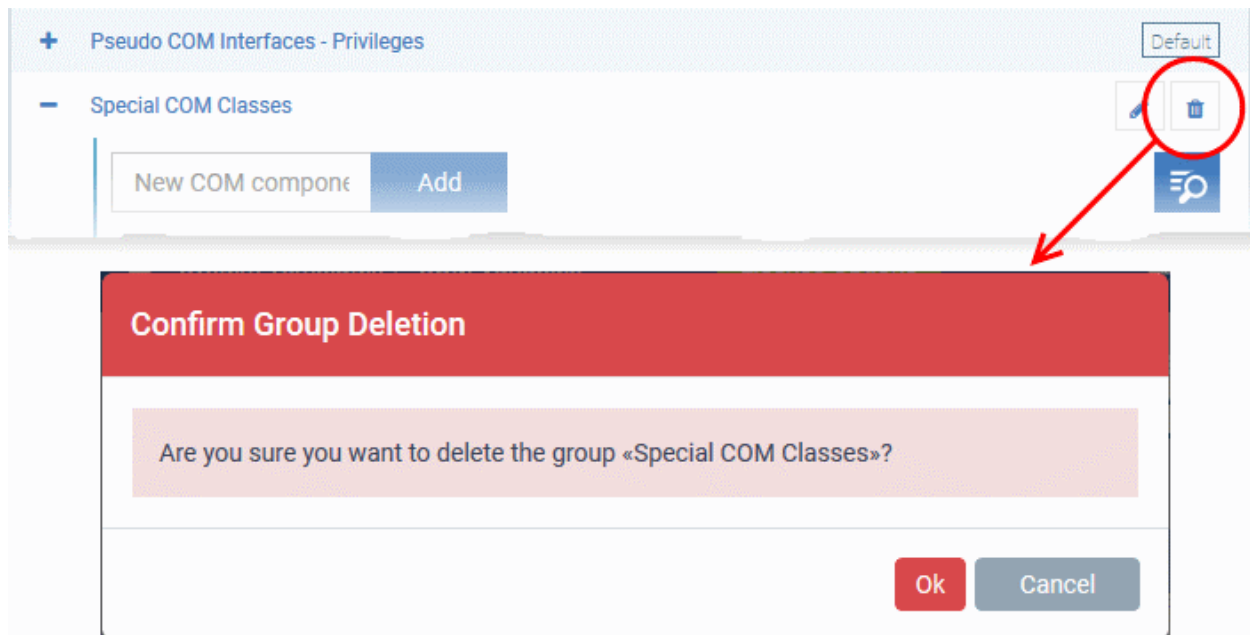 Pseudo COM Interfaces - Privileges Default
Special COM Classes
New COM compone Add
Confirm Group Deletion
Are you sure you want to delete the group «Special COM Classes»?
Ok Cancel